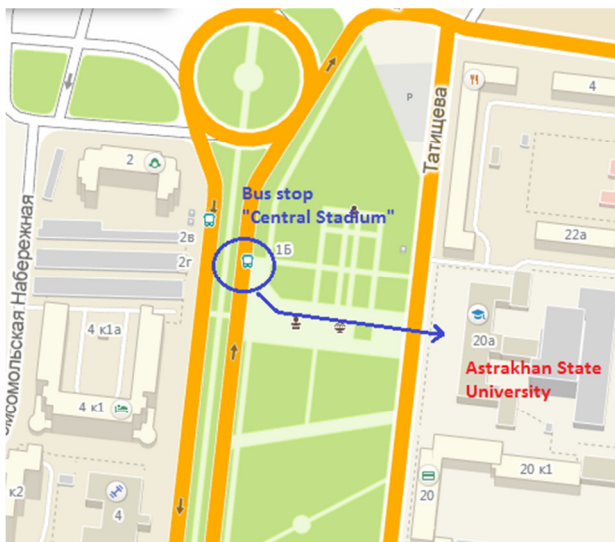 4
P
Татищева
2
Bus stop
"Central Stadium"
2в
1Б
22а
2г
4 к1а
20а
Astrakhan State
University
4 к1
к2
4
20
20 к1
омсомольская Набережная